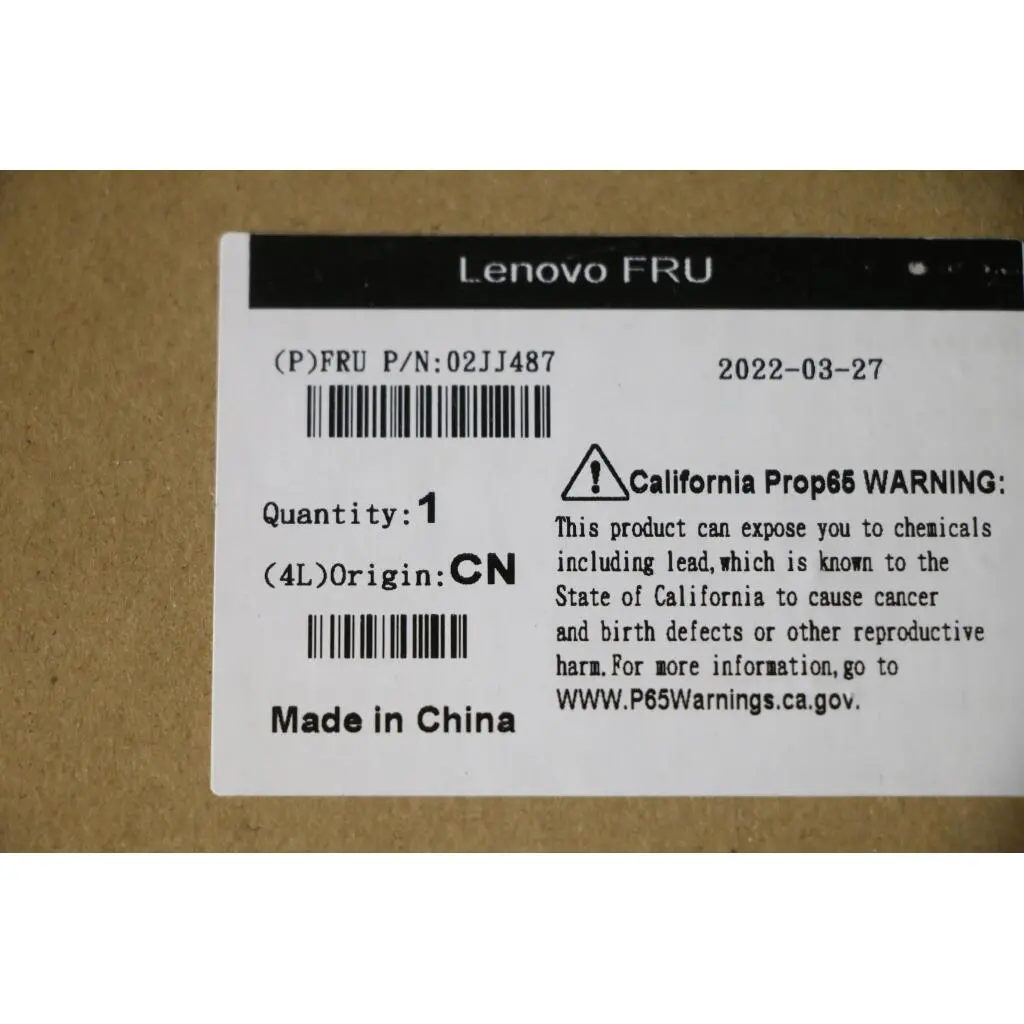 Lenovo FRU
(P)FRU P/N:02JJ487
2022-03-27
Quantity:1
(4L)Origin:CN
Made in China
California Prop65 WARNING:
This product can expose you to chemicals
including lead,which is known to the
State of California to cause cancer
and birth defects or other reproductive
harm.For more information,go to
WWW.P65Warnings.ca.gov.